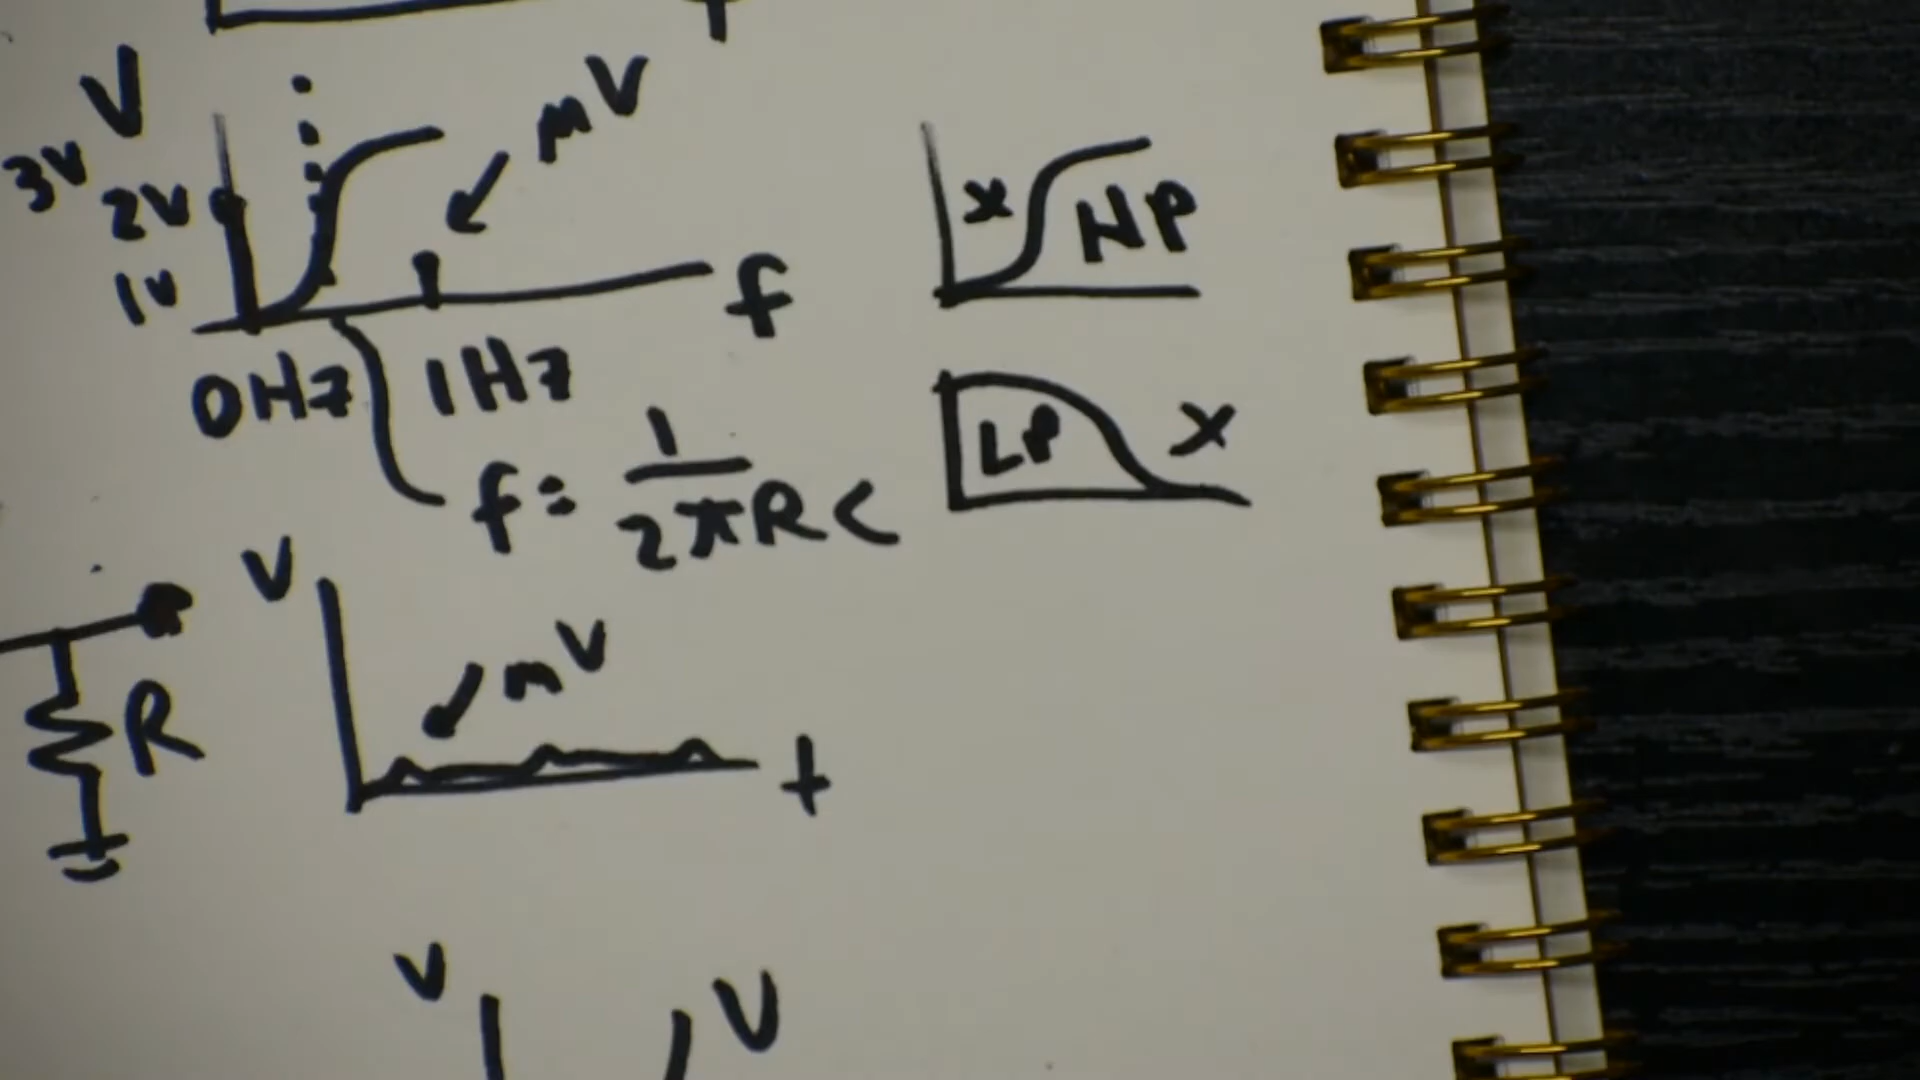 V
mV
3V
2V
1V
f
0Hz
1Hz
f = 1/2πRC
X HP
LP X
R
V
mV
t
V
V